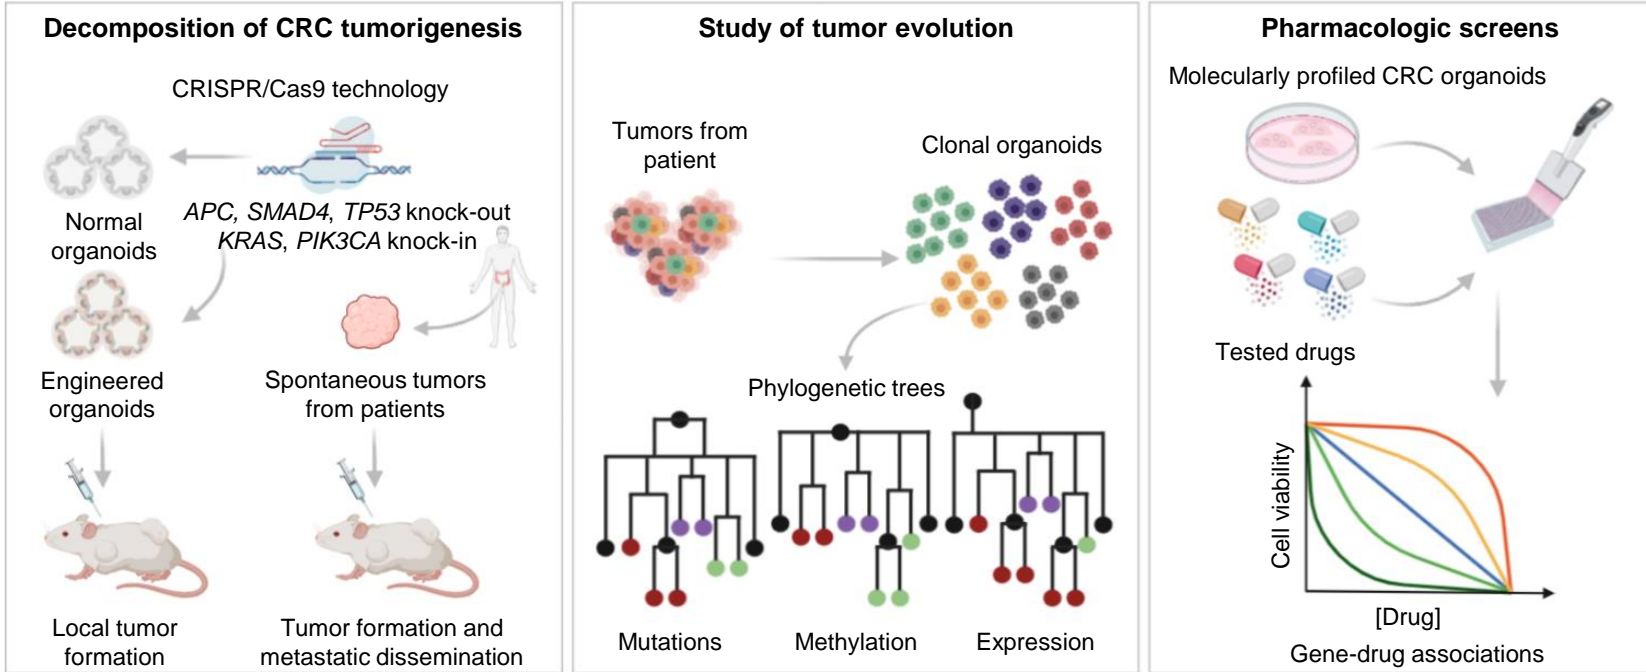 Decomposition of CRC tumorigenesis
CRISPR/Cas9 technology
Normal
organoids
APC, SMAD4, TP53 knock-out
KRAS, PIK3CA knock-in
Engineered
organoids
Spontaneous tumors
from patients
Local tumor
formation
Tumor formation and
metastatic dissemination
Study of tumor evolution
Tumors from
patient
Clonal organoids
Phylogenetic trees
Mutations
Methylation
Expression
Pharmacologic screens
Molecularly profiled CRC organoids
Tested drugs
Cell viability
[Drug]
Gene-drug associations